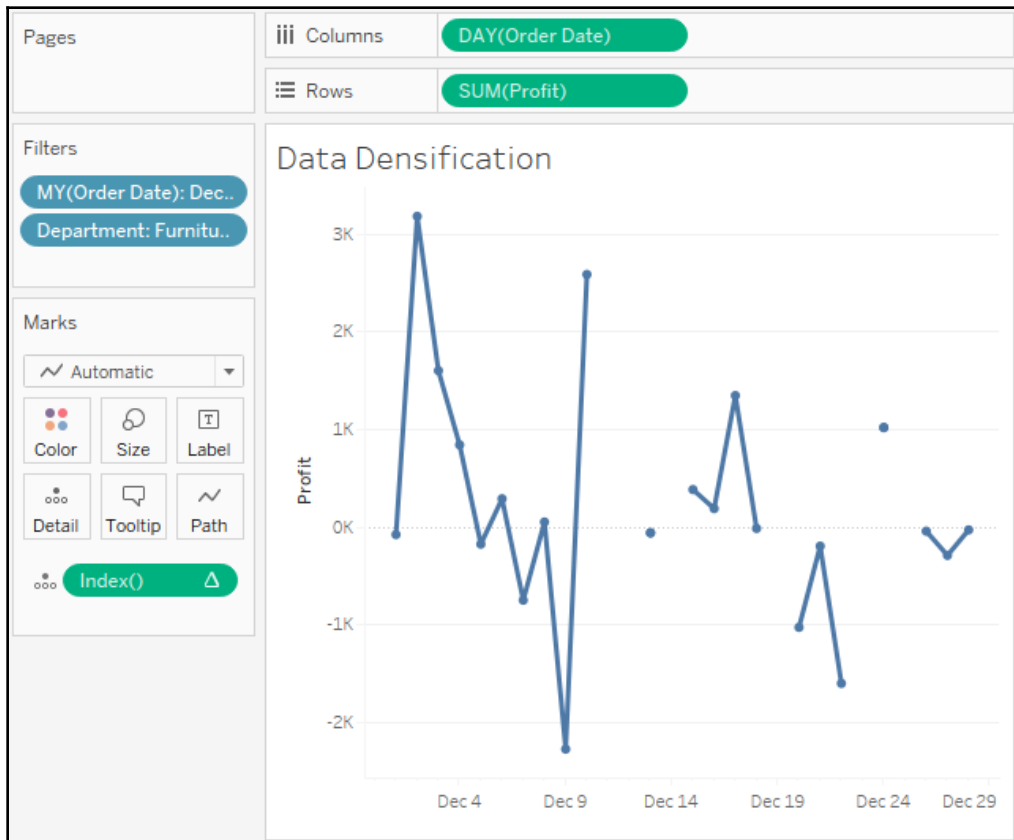 Pages
Columns
DAY(Order Date)
Rows
SUM(Profit)
Filters
MY(Order Date): Dec..
Department: Furnitu..
Marks
Automatic
Color
Size
T
Label
Detail
Tooltip
Path
Index() Δ
Data Densification
3K
2K
1K
0K
-1K
-2K
Profit
Dec 4
Dec 9
Dec 14
Dec 19
Dec 24
Dec 29